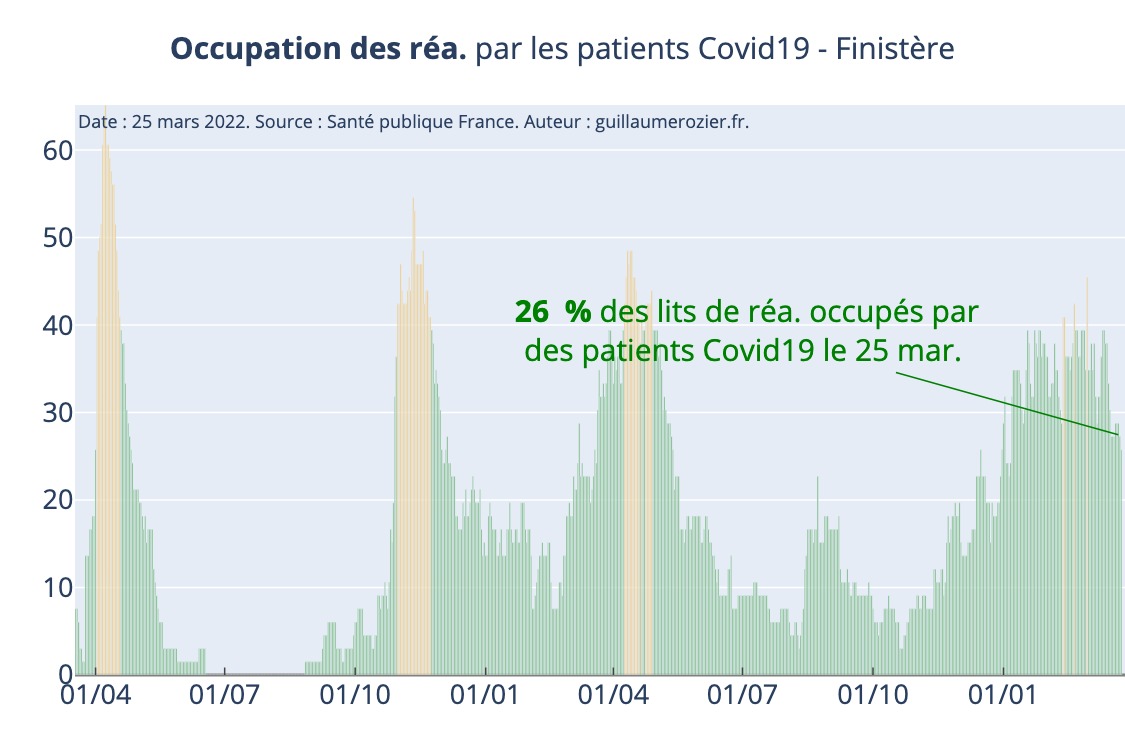 Occupation des réa. par les patients Covid19 - Finistère
Date : 25 mars 2022. Source : Santé publique France. Auteur : guillaumerozier.fr.
60
50
40
30
20
10
0
26 % des lits de réa. occupés par
des patients Covid19 le 25 mar.
01/04 01/07 01/10 01/01 01/04 01/07 01/10 01/01